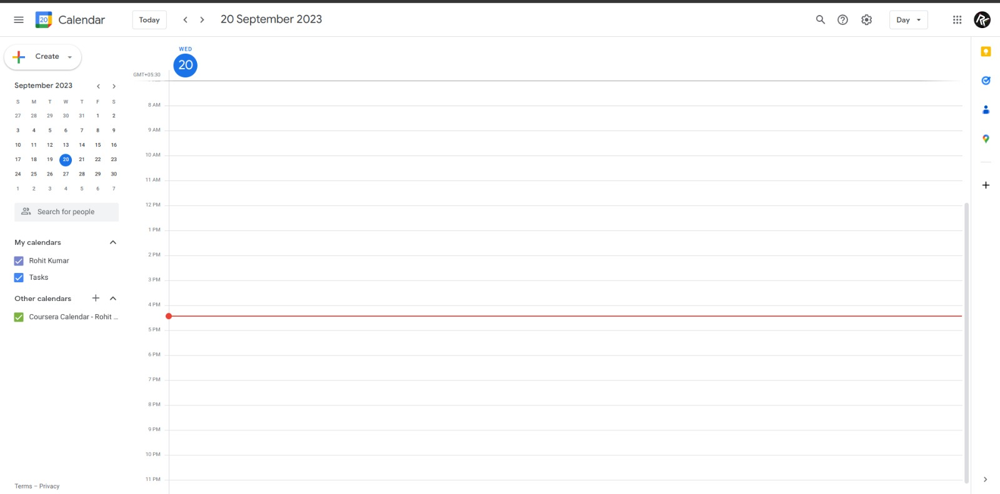 20 Calendar Today 20 September 2023 Day
Create
September 2023
S M T W T F S
27 28 29 30 31 1 2
3 4 5 6 7 8 9
10 11 12 13 14 15 16
17 18 19 20 21 22 23
24 25 26 27 28 29 30
1 2 3 4 5 6 7
Search for people
My calendars
Rohit Kumar
Tasks
Other calendars
Coursera Calendar - Rohit ...
Terms – Privacy
WED
20
GMT+05:30
8 AM
9 AM
10 AM
11 AM
12 PM
1 PM
2 PM
3 PM
4 PM
5 PM
6 PM
7 PM
8 PM
9 PM
10 PM
11 PM